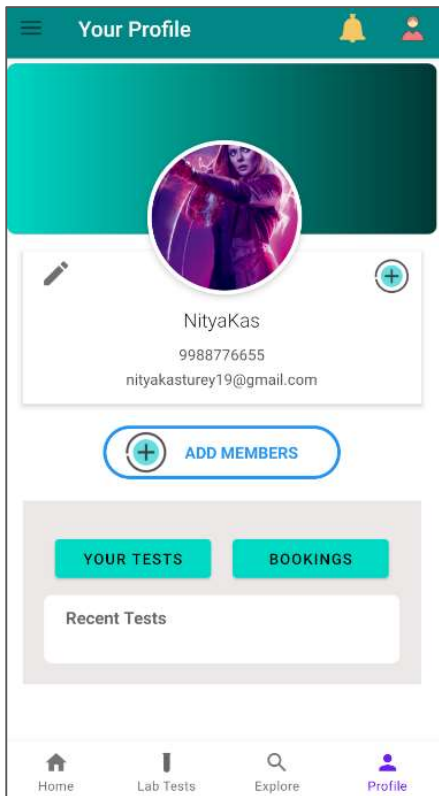 Your Profile
NityaKas
9988776655
nityakasturey19@gmail.com
ADD MEMBERS
YOUR TESTS BOOKINGS
Recent Tests
Home Lab Tests Explore Profile